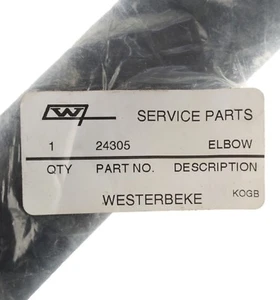 W
SERVICE PARTS
1 24305 ELBOW
QTY PART NO. DESCRIPTION
WESTERBEKE KOGB